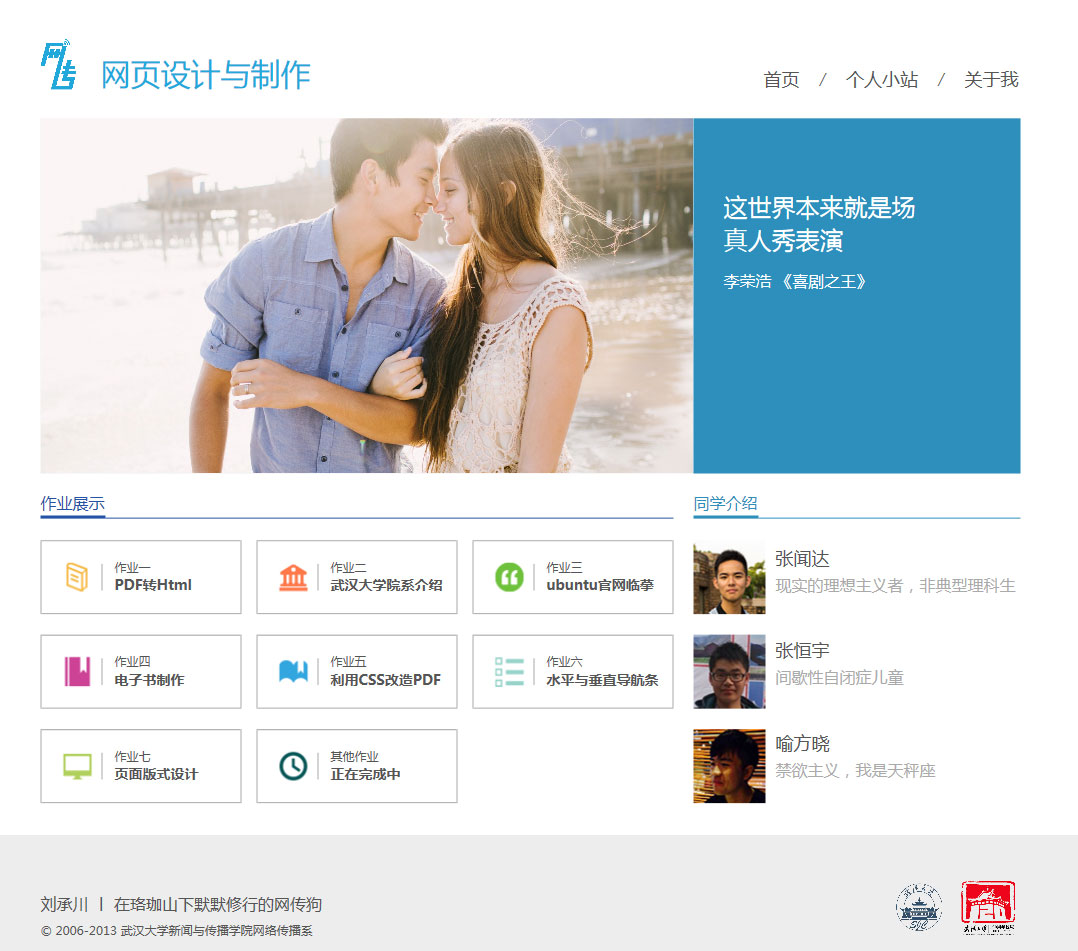 网传
网页设计与制作
首页 / 个人小站 / 关于我
这世界本来就是场
真人秀表演
李荣浩 《喜剧之王》
作业展示
作业一
PDF转Html
作业二
武汉大学院系介绍
作业三
ubuntu官网临摹
作业四
电子书制作
作业五
利用CSS改造PDF
作业六
水平与垂直导航条
作业七
页面版式设计
其他作业
正在完成中
同学介绍
张闻达
现实的理想主义者，非典型理科生
张恒宇
间歇性自闭症儿童
喻方晓
禁欲主义，我是天秤座
刘承川 丨 在珞珈山下默默修行的网传狗
© 2006-2013 武汉大学新闻与传播学院网络传播系